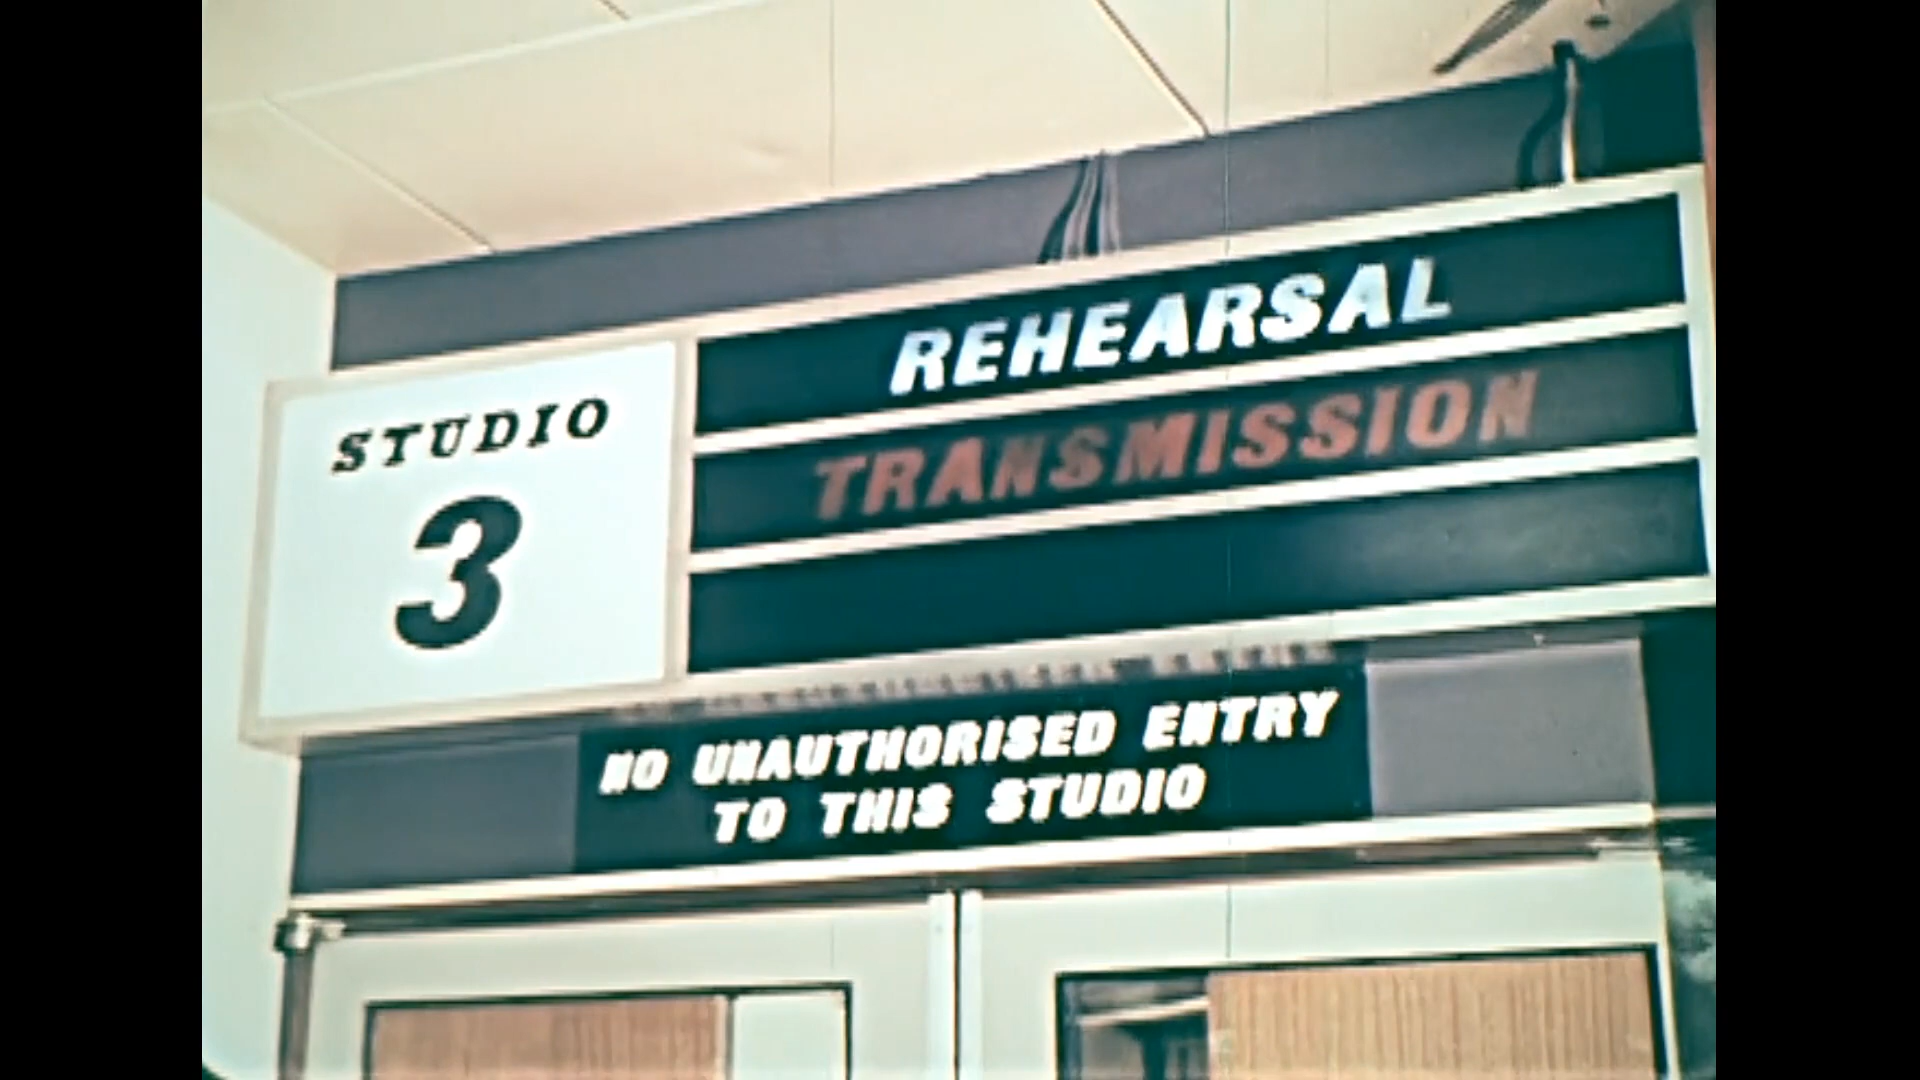 STUDIO
3
REHEARSAL
TRANSMISSION
NO UNAUTHORISED ENTRY
TO THIS STUDIO